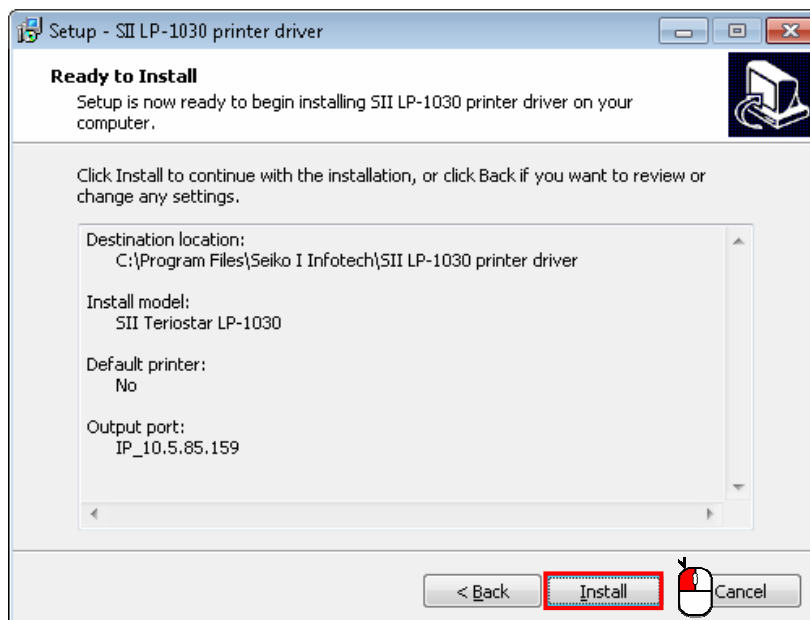 Setup - SII LP-1030 printer driver
Ready to Install
Setup is now ready to begin installing SII LP-1030 printer driver on your
computer.
Click Install to continue with the installation, or click Back if you want to review or
change any settings.
Destination location:
C:\Program Files\Seiko I Infotech\SII LP-1030 printer driver
Install model:
SII Teriostar LP-1030
Default printer:
No
Output port:
IP_10.5.85.159
< Back
Install
Cancel